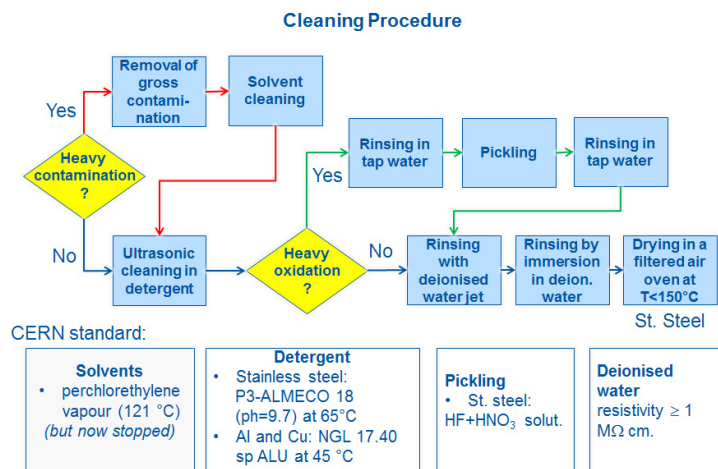 Cleaning Procedure
Removal of
gross
contami-
nation
Solvent
cleaning
Yes
Heavy
contamination
?
Rinsing in
tap water
Pickling
Rinsing in
tap water
Yes
No
Ultrasonic
cleaning in
detergent
Heavy
oxidation
?
No
Rinsing
with
deionised
water jet
Rinsing by
immersion
in deion.
water
Drying in a
filtered air
oven at
T<150°C
St. Steel
CERN standard:
Solvents
• perchlorethylene
vapour (121 °C)
(but now stopped)
Detergent
• Stainless steel:
P3-ALMECO 18
(ph=9.7) at 65°C
• Al and Cu: NGL 17.40
sp ALU at 45 °C
Pickling
• St. steel:
HF+HNO₃ solut.
Deionised
water
resistivity ≥ 1
MΩ cm.